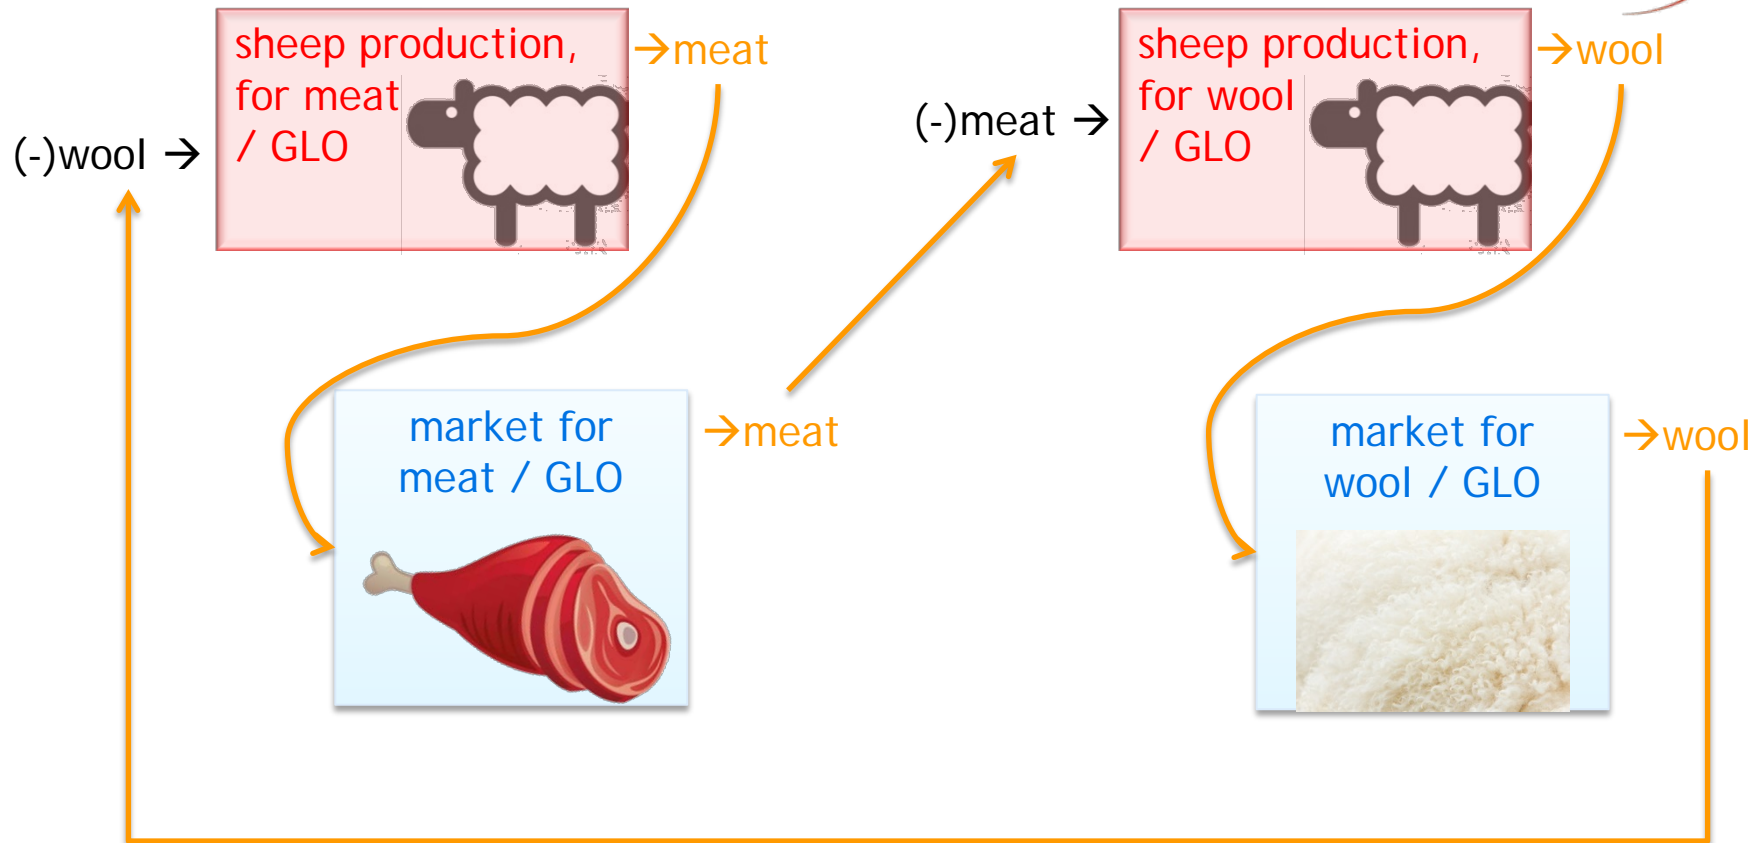 sheep production,
for meat
/ GLO
→meat
(-)wool →
sheep production,
for wool
/ GLO
→wool
(-)meat →
market for
meat / GLO
→meat
market for
wool / GLO
→wool